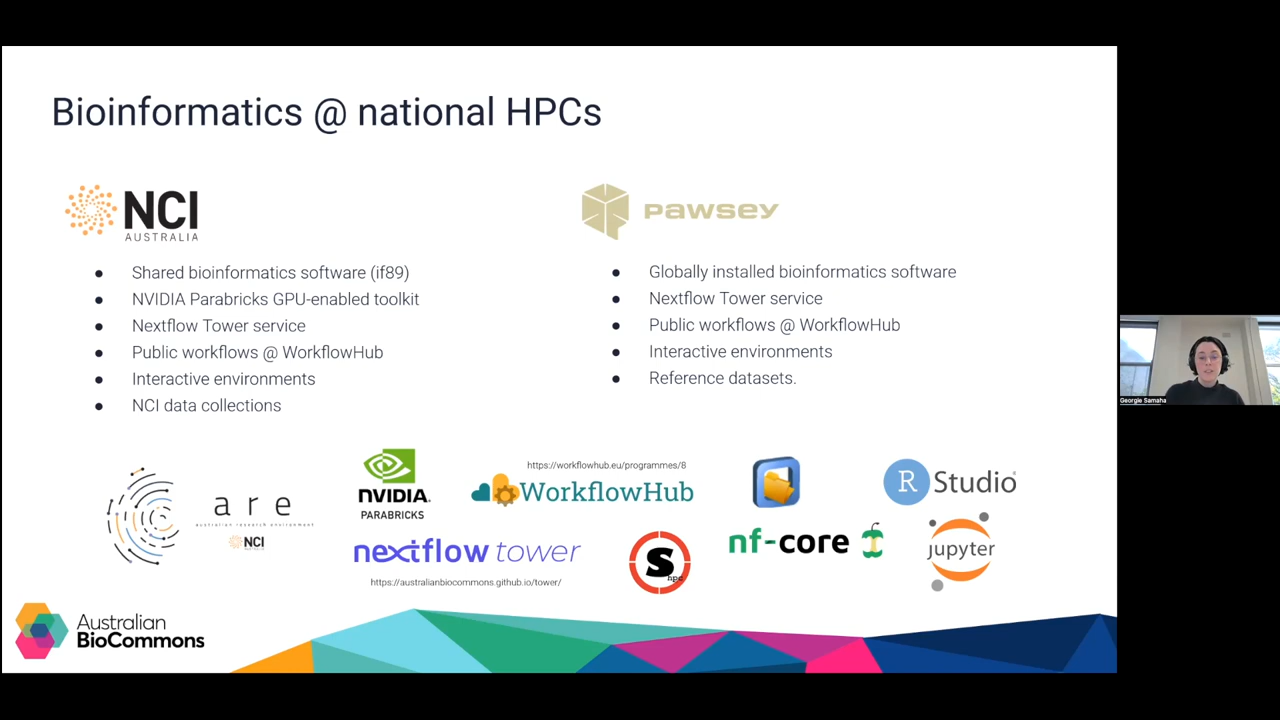 Bioinformatics @ national HPCs
NCI
AUSTRALIA
Shared bioinformatics software (if89)
NVIDIA Parabricks GPU-enabled toolkit
Nextflow Tower service
Public workflows @ WorkflowHub
Interactive environments
NCI data collections
pawsey
Globally installed bioinformatics software
Nextflow Tower service
Public workflows @ WorkflowHub
Interactive environments
Reference datasets.
are
australian research environment
NCI
AUSTRALIA
NVIDIA.
PARABRICKS
https://workflowhub.eu/programmes/8
WorkflowHub
nextflow tower
https://australianbiocommons.github.io/tower/
S
hpc
nf-core
R Studio
jupyter
Australian
BioCommons
Georgie Samaha